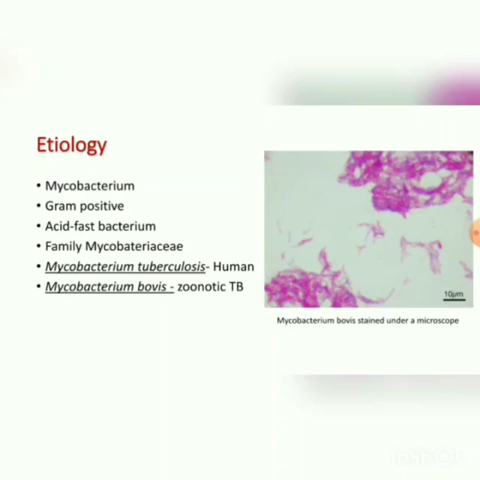 Etiology
• Mycobacterium
• Gram positive
• Acid-fast bacterium
• Family Mycobateriaceae
• Mycobacterium tuberculosis- Human
• Mycobacterium bovis - zoonotic TB
10µm
Mycobacterium bovis stained under a microscope